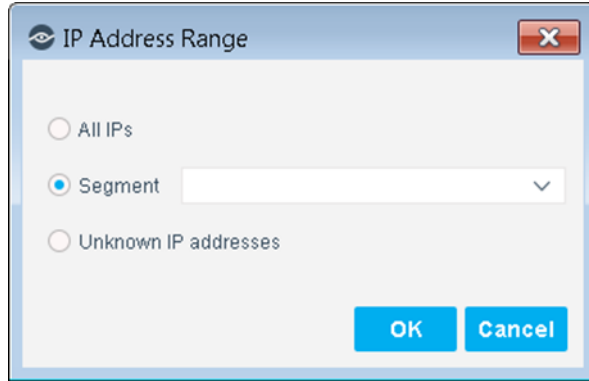 IP Address Range
All IPs
Segment
Unknown IP addresses
OK Cancel